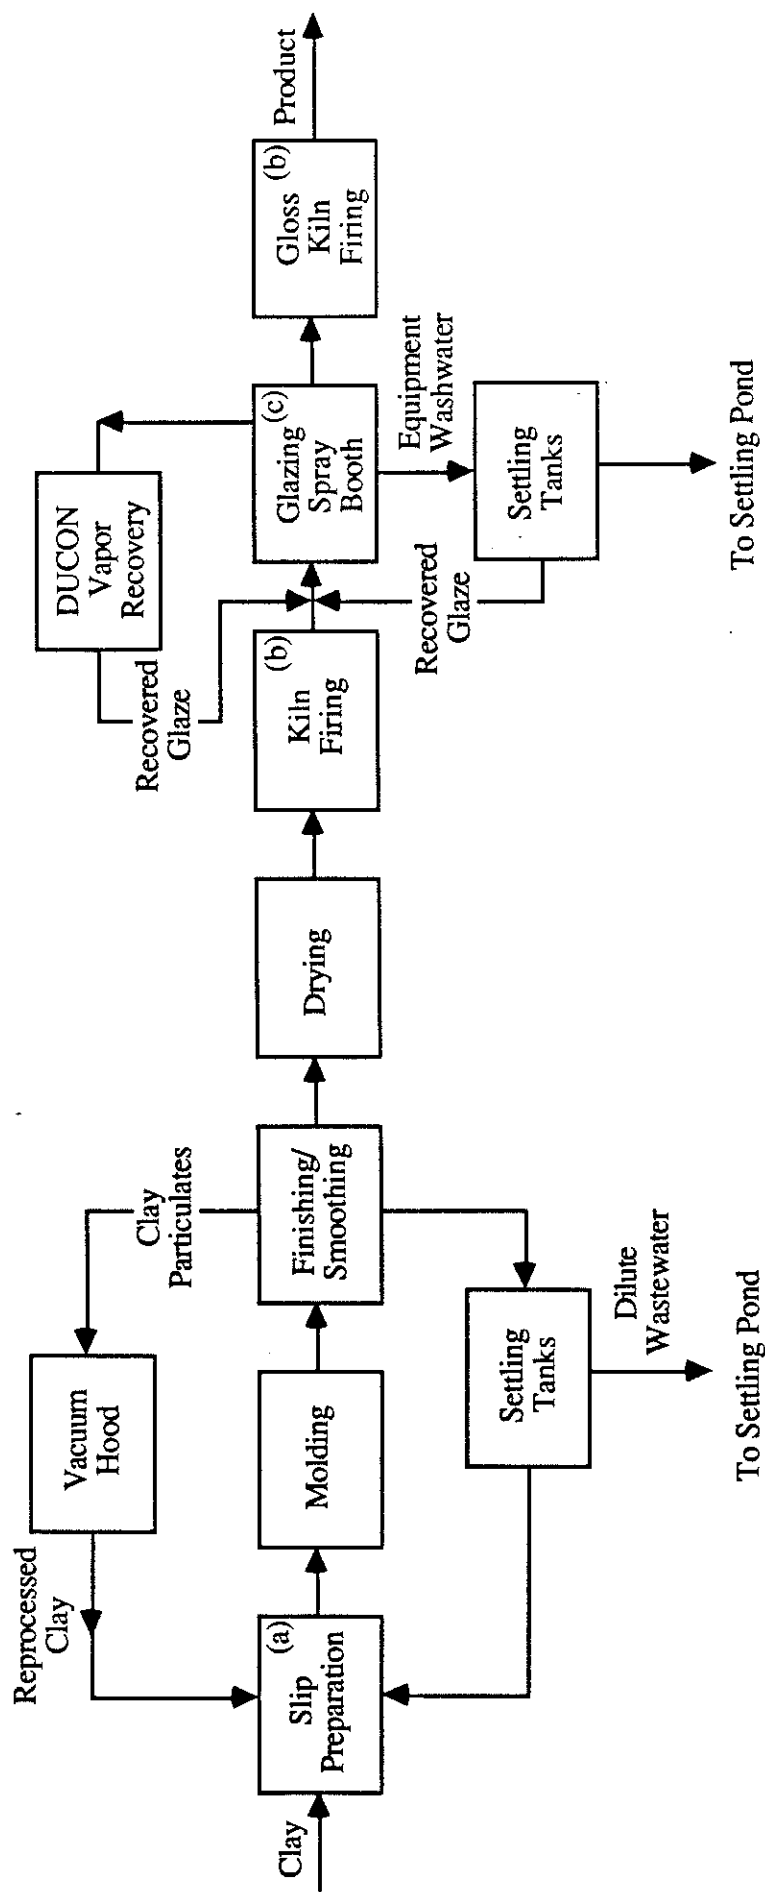 Clay
(a)
Slip
Preparation
Reprocessed
Clay
Vacuum
Hood
Molding
Clay
Particulates
Finishing/
Smoothing
Settling
Tanks
Dilute
Wastewater
To Settling Pond
Drying
(b)
Kiln
Firing
Recovered
Glaze
DUCON
Vapor
Recovery
Recovered
Glaze
(c)
Glazing
Spray
Booth
Equipment
Washwater
Settling
Tanks
To Settling Pond
(b)
Gloss
Kiln
Firing
Product